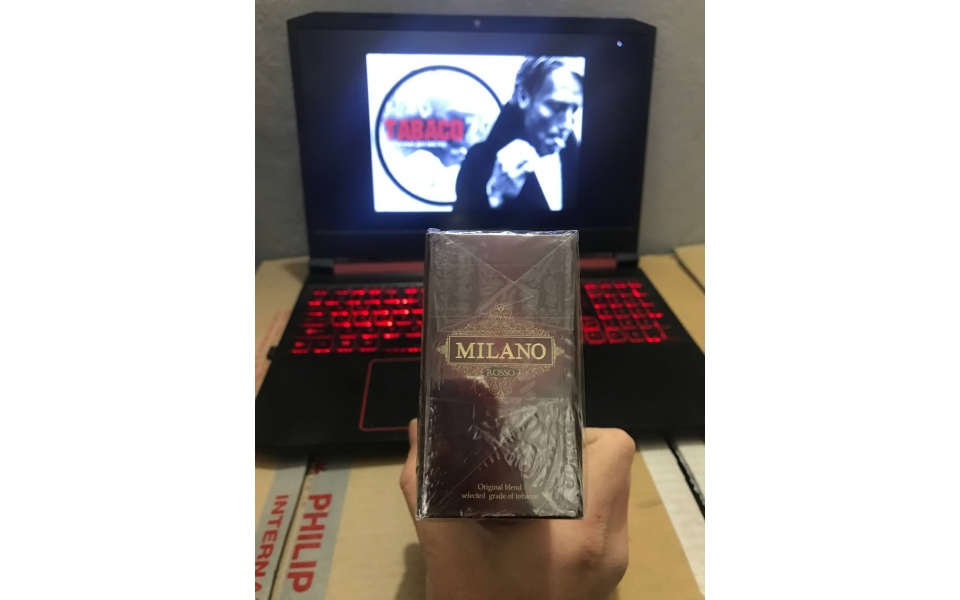 TABACO
MILANO
ROSSO
Original blend
selected grade of tobacco
PHILIP
INTERNA